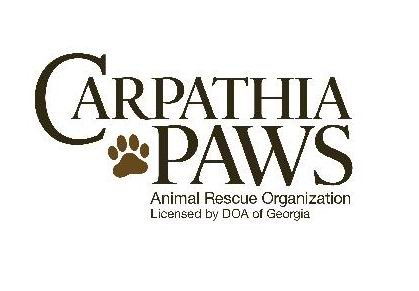 CARPATHIA
PAWS
Animal Rescue Organization
Licensed by DOA of Georgia